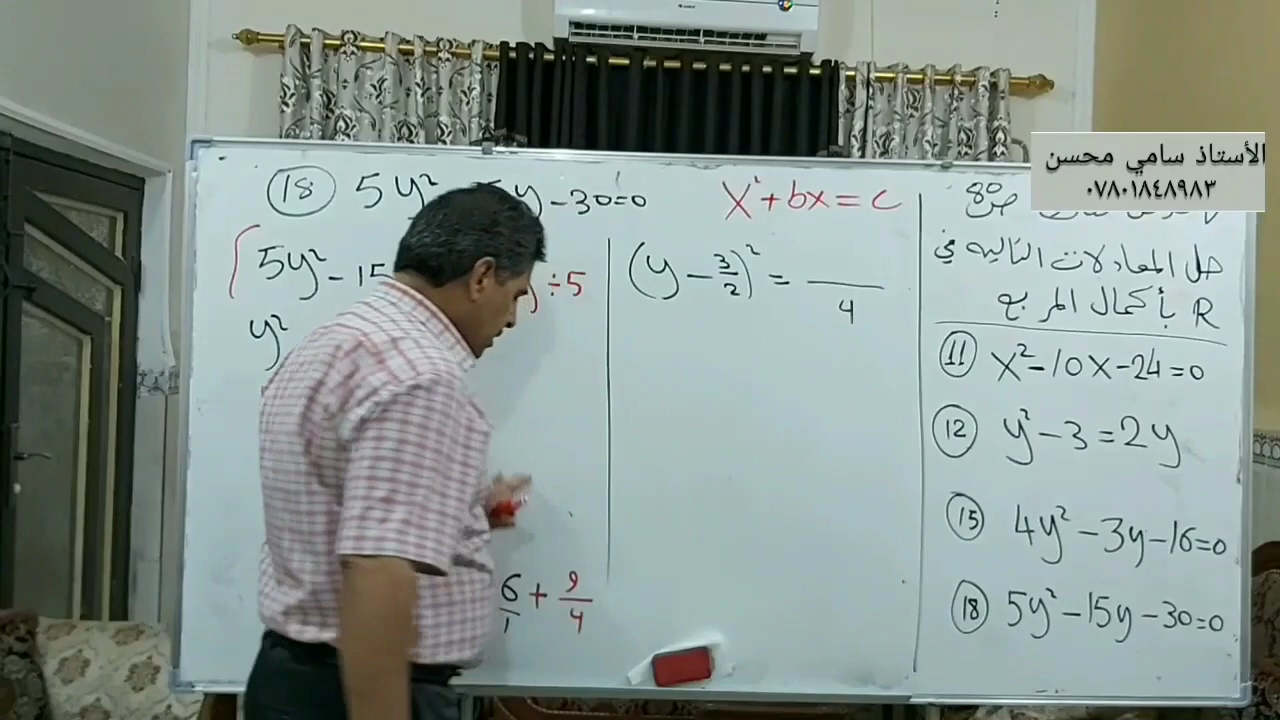 الأستاذ سامي محسن
٠٧٨٠١٨٤٨٩٨٣
حل المعادلات التالية في
R بأكمال المربع
⑪ x² - 10x - 24 = 0
⑫ y² - 3 = 2y
⑮ 4y² - 3y - 16 = 0
⑱ 5y² - 15y - 30 = 0
x² + bx = c
⑱ 5y² y - 30 = 0
5y² - 15 ÷ 5
y²
6/1 + 9/4
(y - 3/2)² = /4